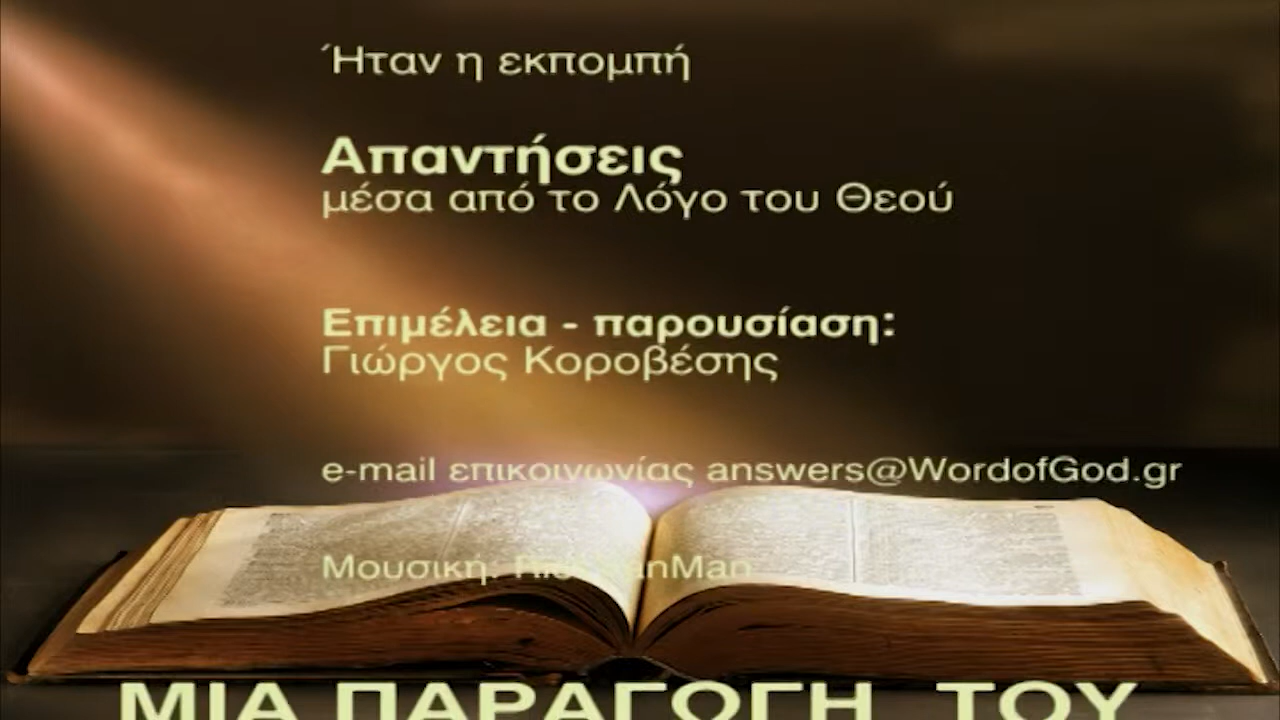 Ήταν η εκπομπή
Απαντήσεις
μέσα από το Λόγο του Θεού
Επιμέλεια - παρουσίαση:
Γιώργος Κοροβέσης
e-mail επικοινωνίας answers@WordofGod.gr
Μουσική:
ΜΙΑ ΠΑΡΑΓΩΓΗ ΤΟΥ